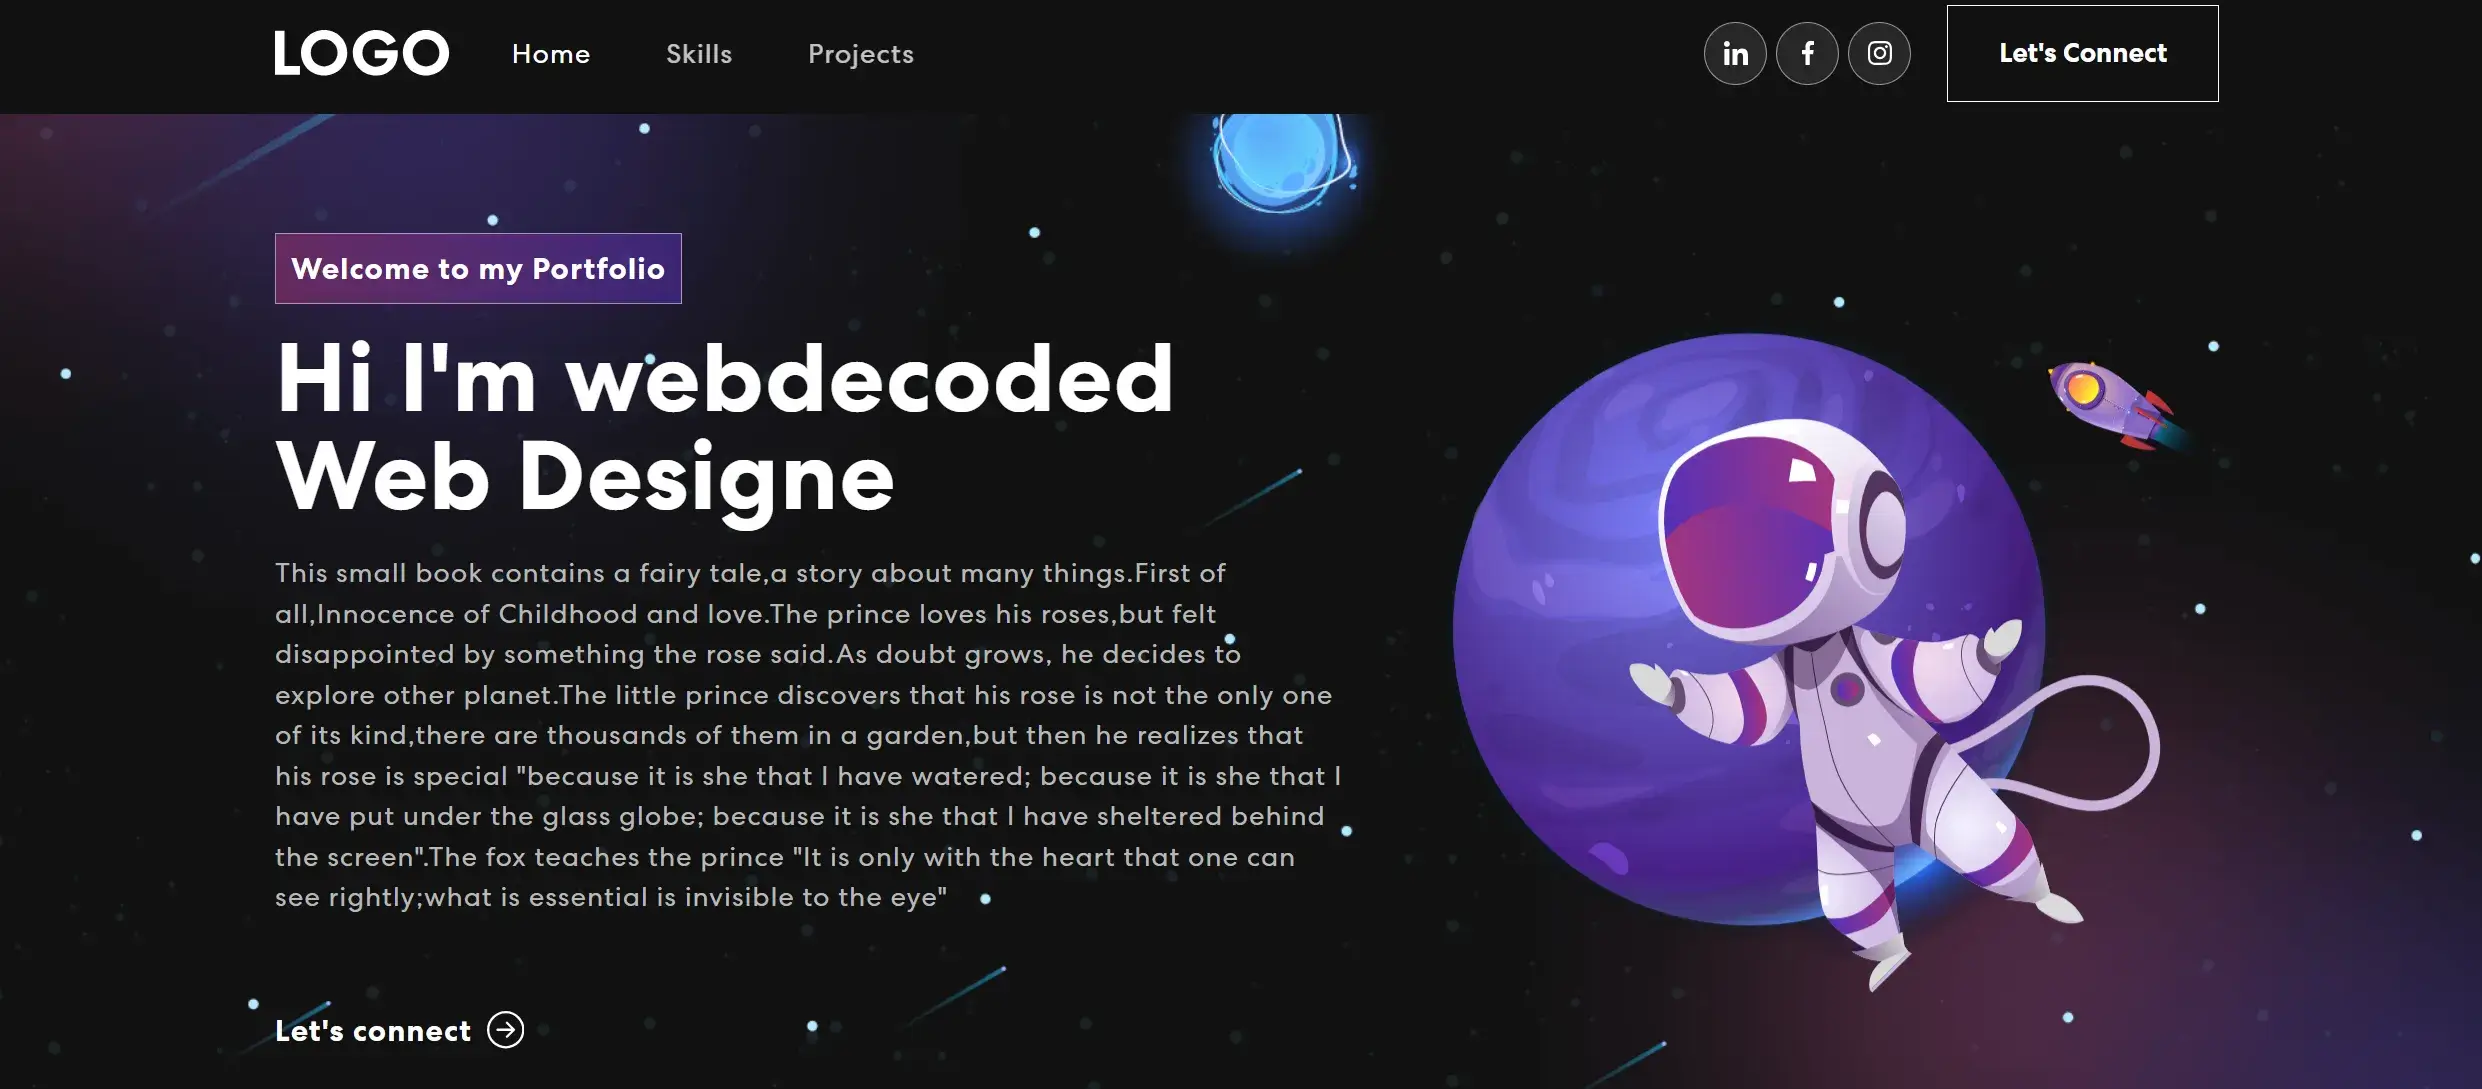 LOGO Home Skills Projects Let's Connect
Welcome to my Portfolio
Hi I'm webdecoded
Web Designe
This small book contains a fairy tale,a story about many things.First of
all,Innocence of Childhood and love.The prince loves his roses,but felt
disappointed by something the rose said.As doubt grows, he decides to
explore other planet.The little prince discovers that his rose is not the only one
of its kind,there are thousands of them in a garden,but then he realizes that
his rose is special "because it is she that I have watered; because it is she that I
have put under the glass globe; because it is she that I have sheltered behind
the screen".The fox teaches the prince "It is only with the heart that one can
see rightly;what is essential is invisible to the eye"
Let's connect